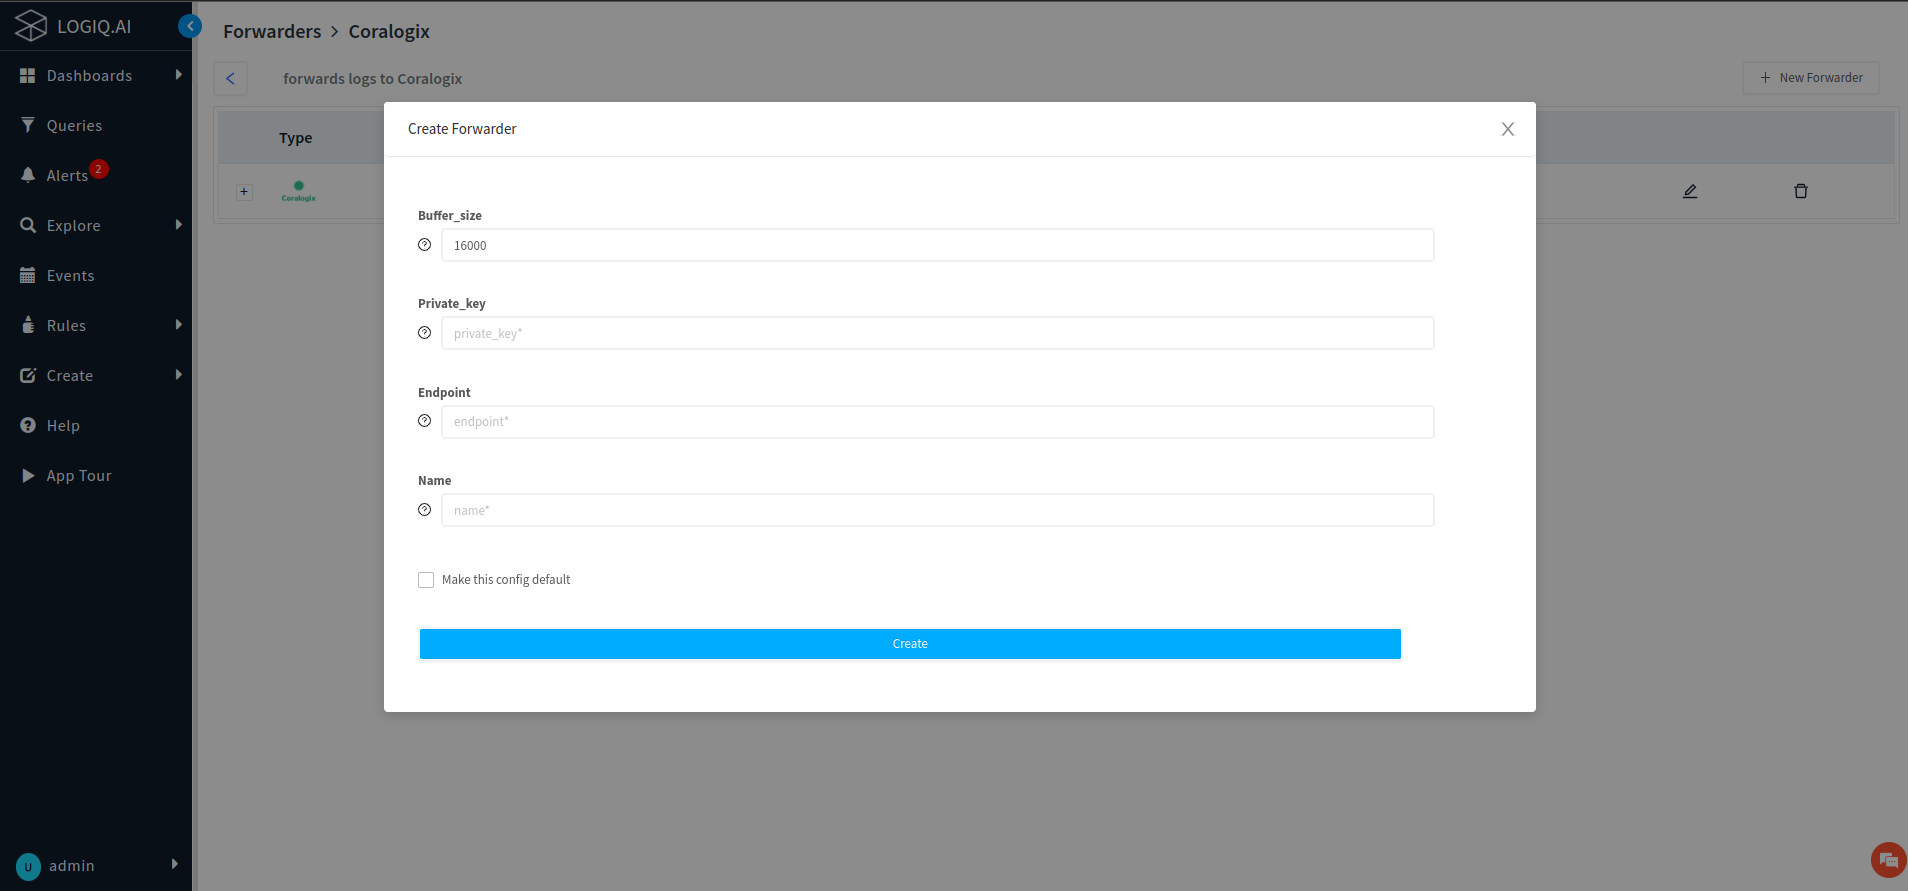 LOGIQ.AI
Dashboards
Queries
Alerts 2
Explore
Events
Rules
Create
Help
App Tour
U admin
Forwarders > Coralogix
forwards logs to Coralogix
+ New Forwarder
Type
Coralogix
Create Forwarder
Buffer_size
16000
Private_key
private_key*
Endpoint
endpoint*
Name
name*
Make this config default
Create